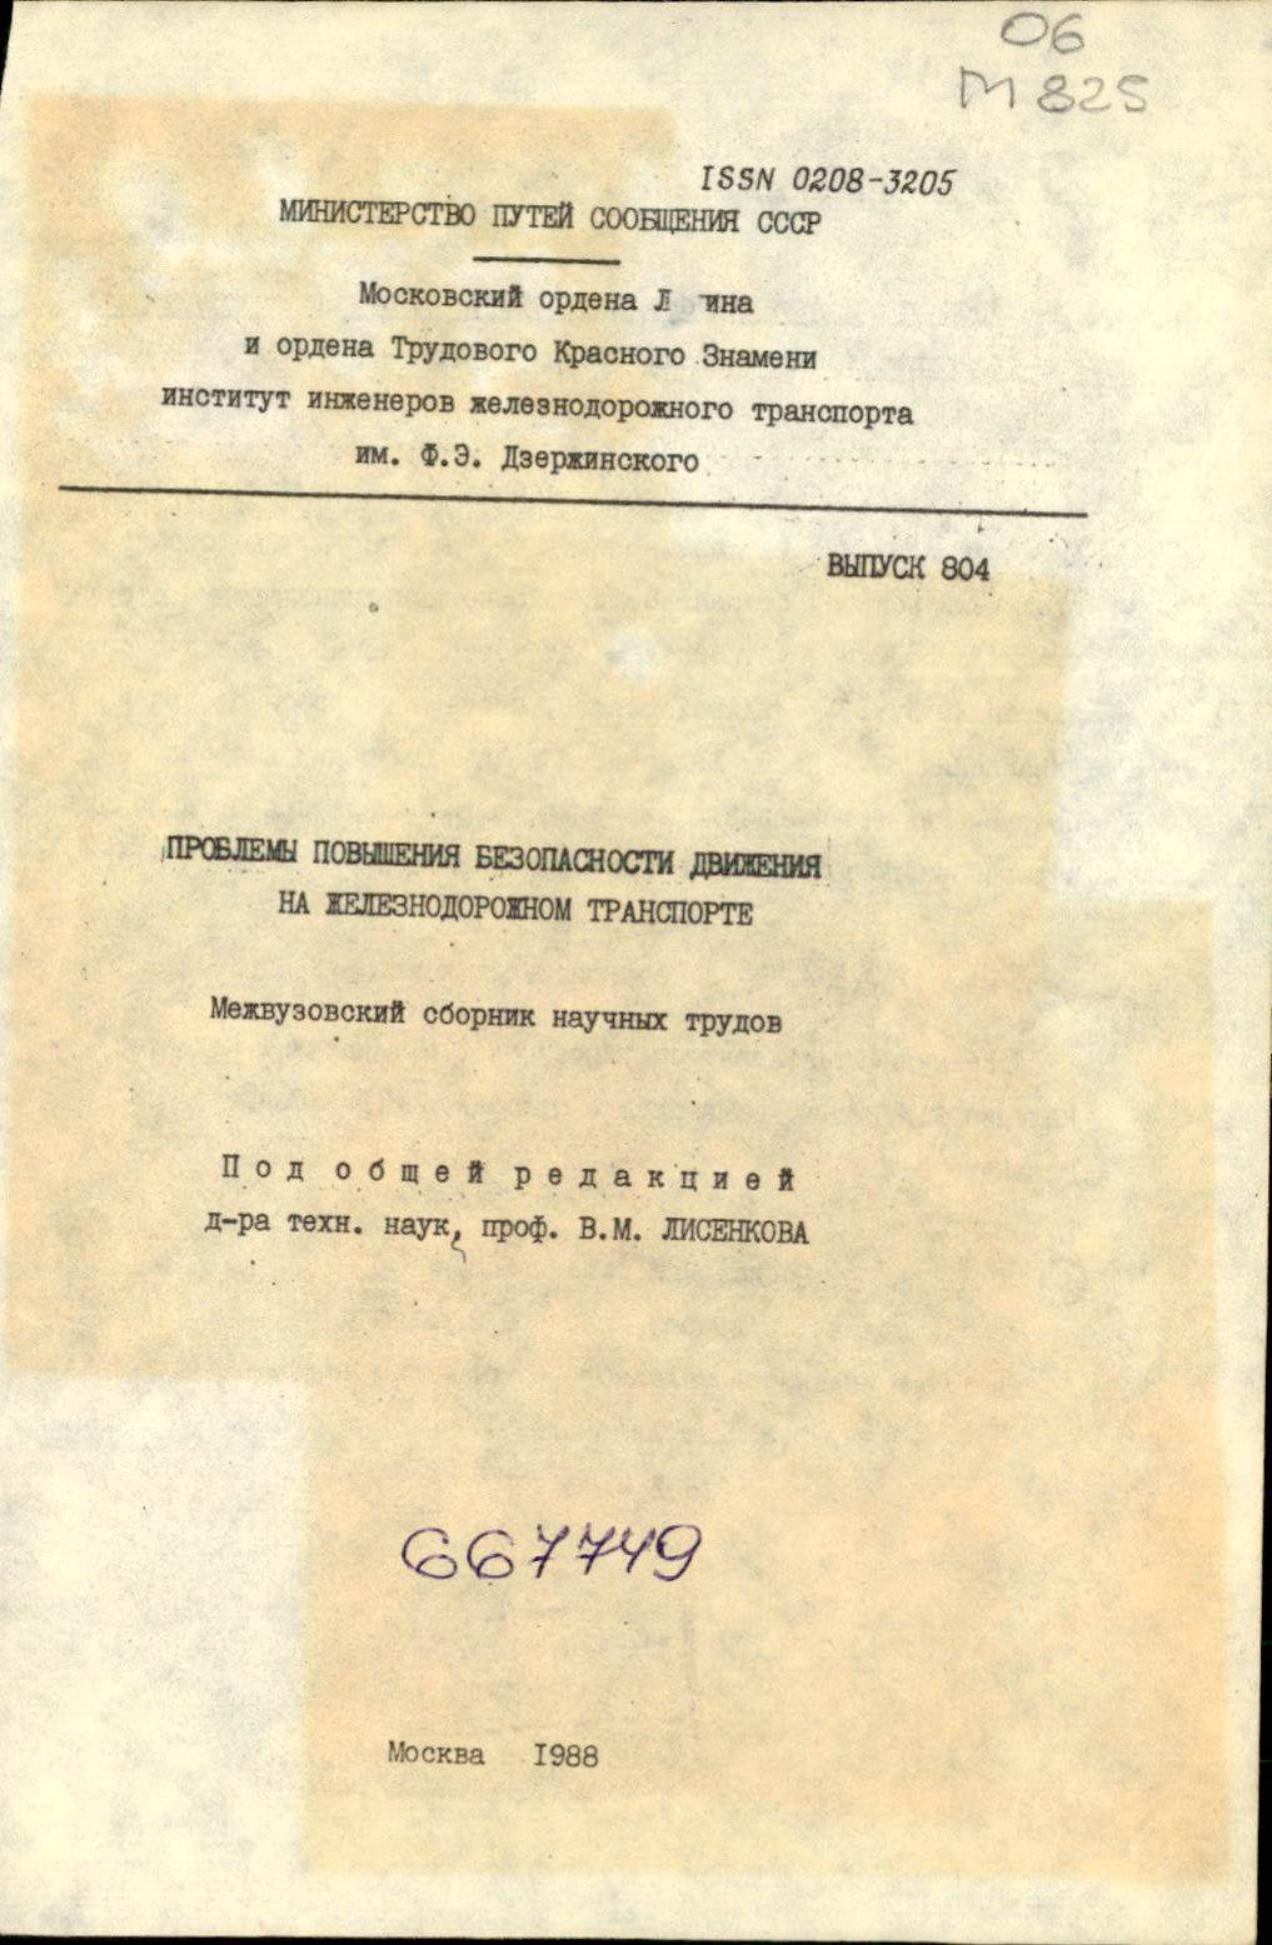 06
М 825
ISSN 0208-3205
МИНИСТЕРСТВО ПУТЕЙ СООБЩЕНИЯ СССР
Московский ордена Л ина
и ордена Трудового Красного Знамени
институт инженеров железнодорожного транспорта
им. Ф.Э. Дзержинского
ВЫПУСК 804
ПРОБЛЕМЫ ПОВЫШЕНИЯ БЕЗОПАСНОСТИ ДВИЖЕНИЯ
НА ЖЕЛЕЗНОДОРОЖНОМ ТРАНСПОРТЕ
Межвузовский сборник научных трудов
Под общей редакцией
д-ра техн. наук, проф. В.М. ЛИСЕНКОВА
667749
Москва I988